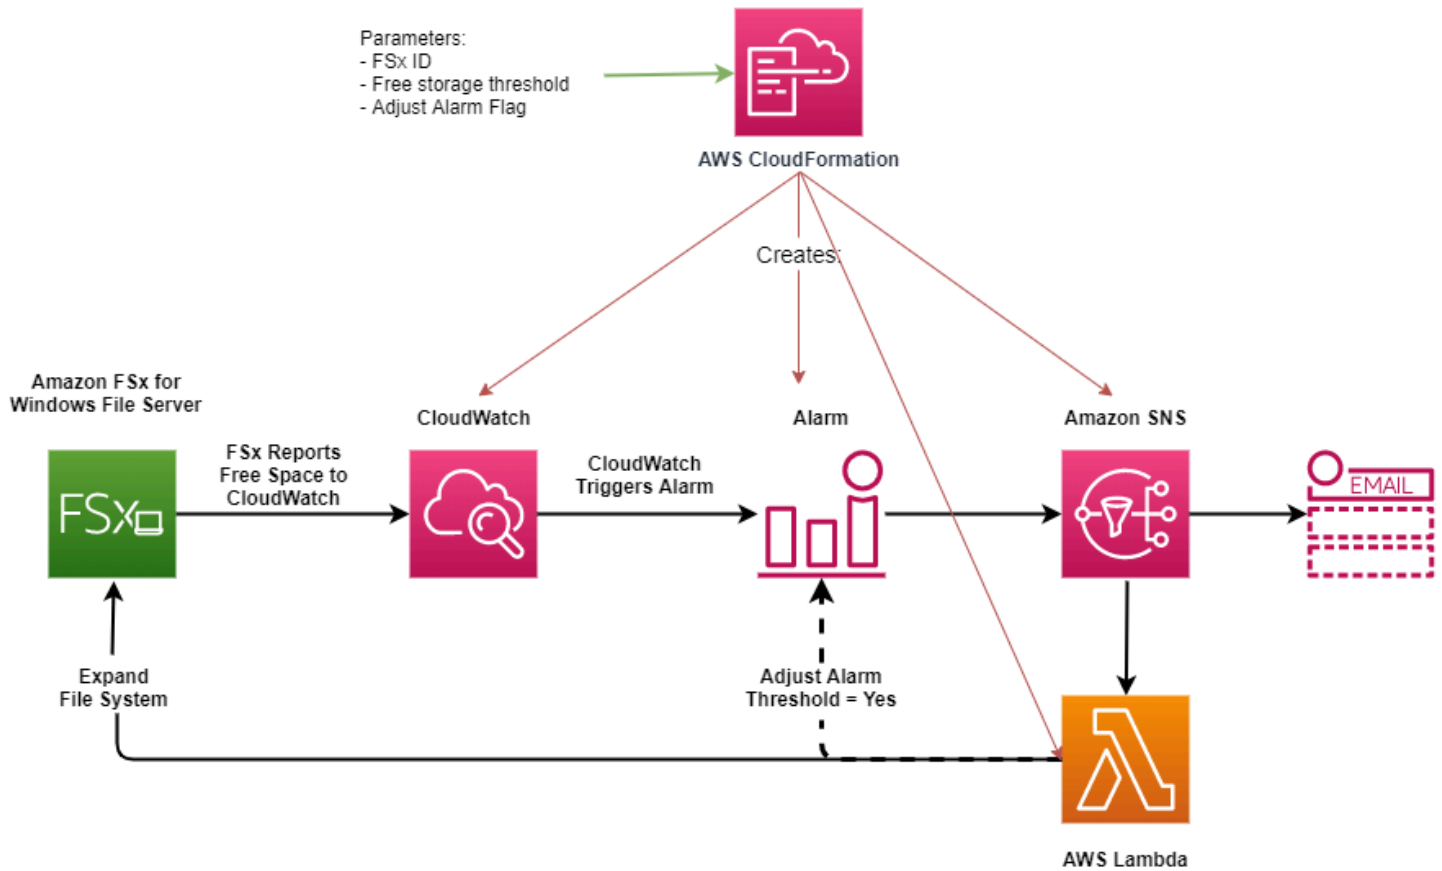 Parameters:
- FSx ID
- Free storage threshold
- Adjust Alarm Flag
AWS CloudFormation
Creates:
Amazon FSx for
Windows File Server
CloudWatch
Alarm
Amazon SNS
FSx
FSx Reports
Free Space to
CloudWatch
CloudWatch
Triggers Alarm
EMAIL
Expand
File System
Adjust Alarm
Threshold = Yes
AWS Lambda